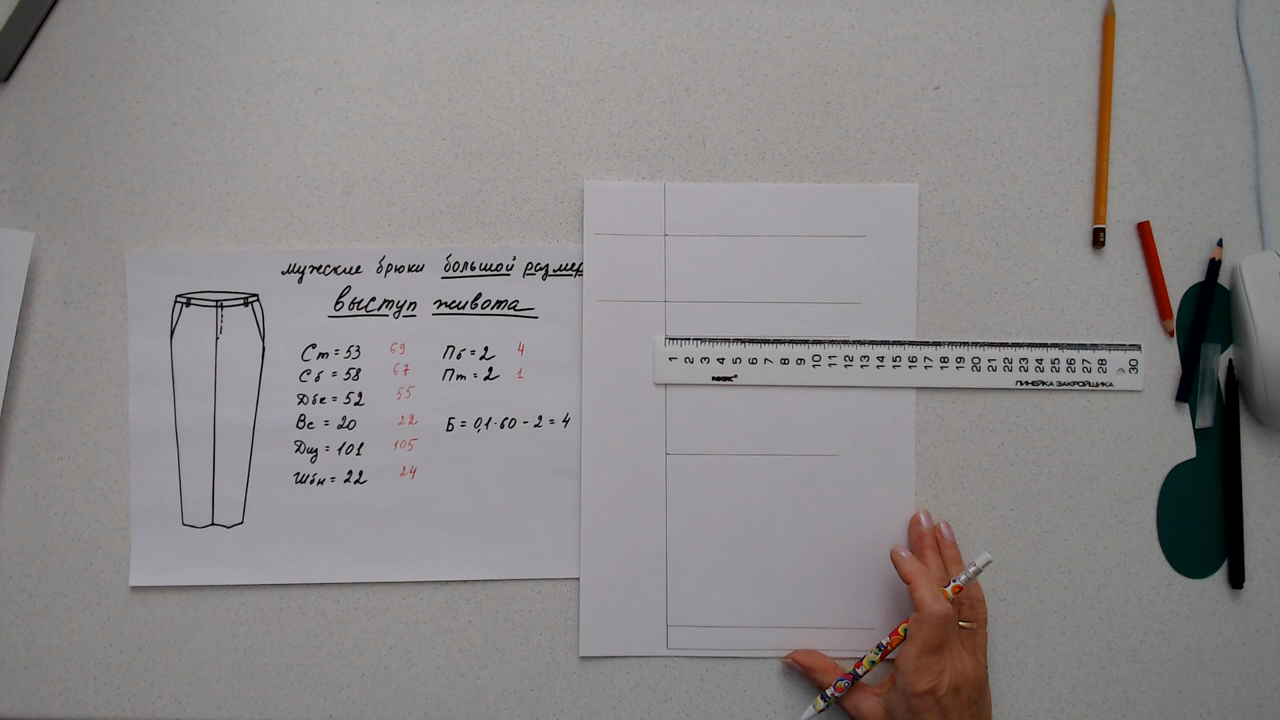 мужские брюки большой размер
выступ живота
Ст = 53 69 Пб = 2 4
Сб = 58 67 Пт = 2 1
Дбк = 52 55
Вс = 20 22 Б = 0,1·60 - 2 = 4
Диз = 101 105
Шбн = 22 24
1 2 3 4 5 6 7 8 9 10 11 12 13 14 15 16 17 18 19 20 21 22 23 24 25 26 27 28 30
ЛИНЕЙКА ЗАКРОЙЩИКА